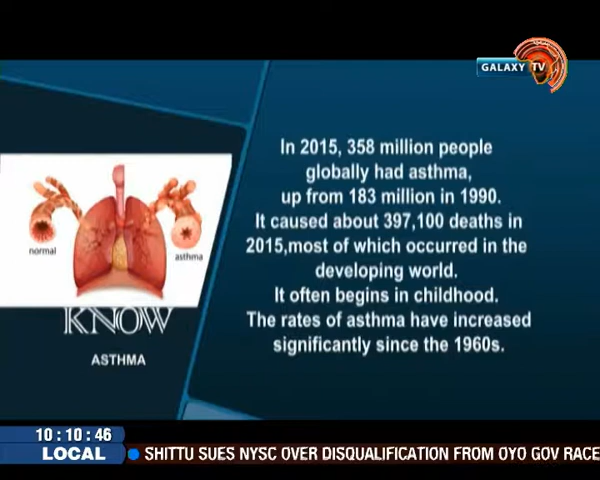 GALAXY TV
In 2015, 358 million people
globally had asthma,
up from 183 million in 1990.
It caused about 397,100 deaths in
2015,most of which occurred in the
developing world.
It often begins in childhood.
The rates of asthma have increased
significantly since the 1960s.
normal
asthma
KNOW
ASTHMA
10:10:46
LOCAL
SHITTU SUES NYSC OVER DISQUALIFICATION FROM OYO GOV RACE